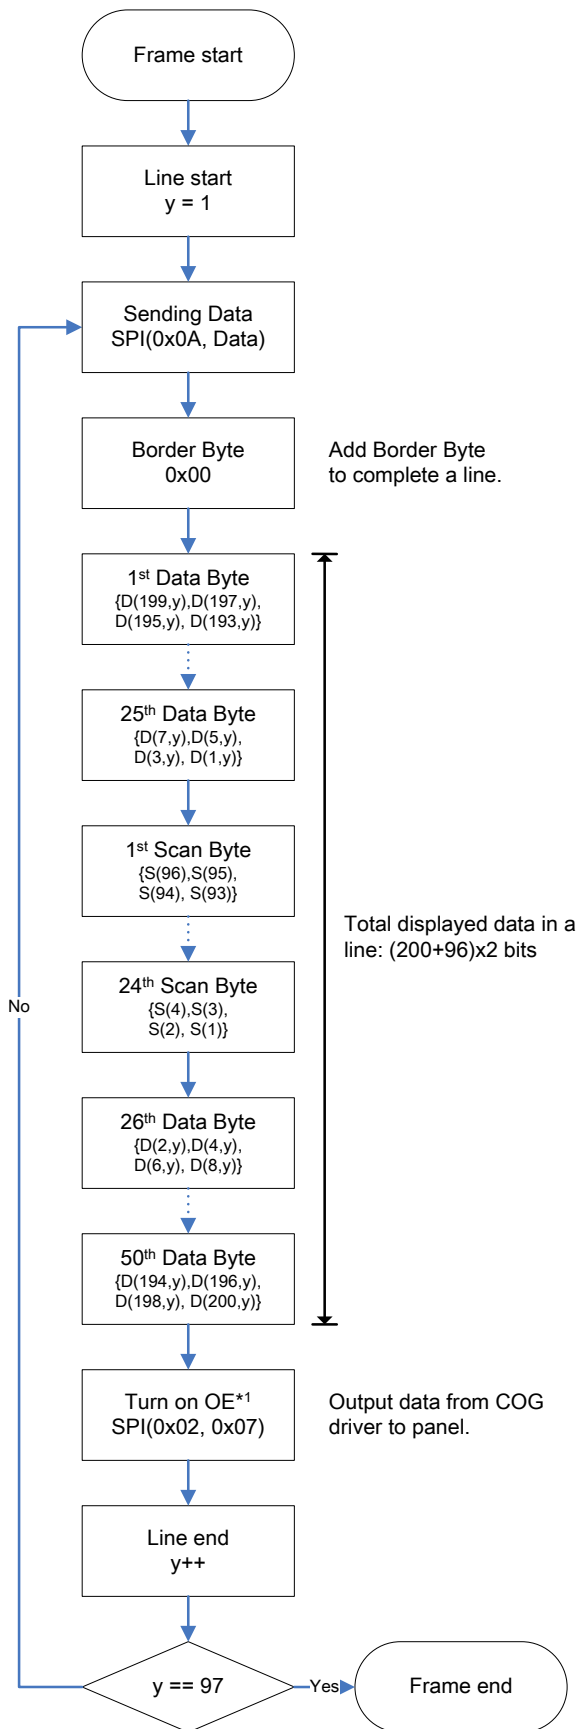 Frame start
Line start
y = 1
Sending Data
SPI(0x0A, Data)
Border Byte
0x00
Add Border Byte
to complete a line.
1st Data Byte
{D(199,y),D(197,y),
D(195,y), D(193,y)}
25th Data Byte
{D(7,y),D(5,y),
D(3,y), D(1,y)}
1st Scan Byte
{S(96),S(95),
S(94), S(93)}
Total displayed data in a
line: (200+96)x2 bits
24th Scan Byte
{S(4),S(3),
S(2), S(1)}
No
26th Data Byte
{D(2,y),D(4,y),
D(6,y), D(8,y)}
50th Data Byte
{D(194,y),D(196,y),
D(198,y), D(200,y)}
Turn on OE*1
SPI(0x02, 0x07)
Output data from COG
driver to panel.
Line end
y++
y == 97
Yes
Frame end